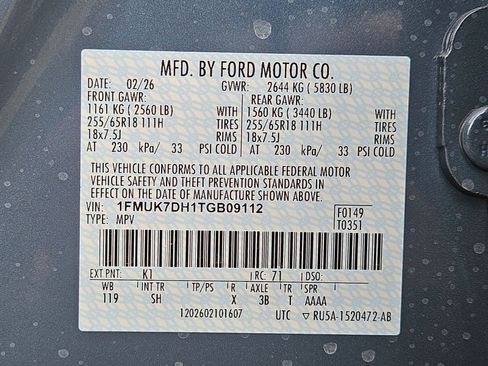 MFD. BY FORD MOTOR CO.
DATE: 02/26 GVWR: 2644 KG ( 5830 LB)
FRONT GAWR: REAR GAWR:
1161 KG ( 2560 LB) WITH 1560 KG ( 3440 LB) WITH
255/65R18 111H TIRES 255/65R18 111H TIRES
18x7.5J RIMS 18x7.5J RIMS
AT 230 kPa/ 33 PSI COLD AT 230 kPa/ 33 PSI COLD
THIS VEHICLE CONFORMS TO ALL APPLICABLE FEDERAL MOTOR
VEHICLE SAFETY AND THEFT PREVENTION STANDARDS IN
EFFECT ON THE DATE OF MANUFACTURE SHOWN ABOVE.
VIN: 1FMUK7DH1TGB09112 F0149
TYPE: MPV T0351
EXT PNT: K1 RC: 71 DSO:
WB INT TR TP/PS R AXLE TR SPR
119 SH X 3B T AAAA
1202602101607 UTC ▽ RU5A-1520472-AB